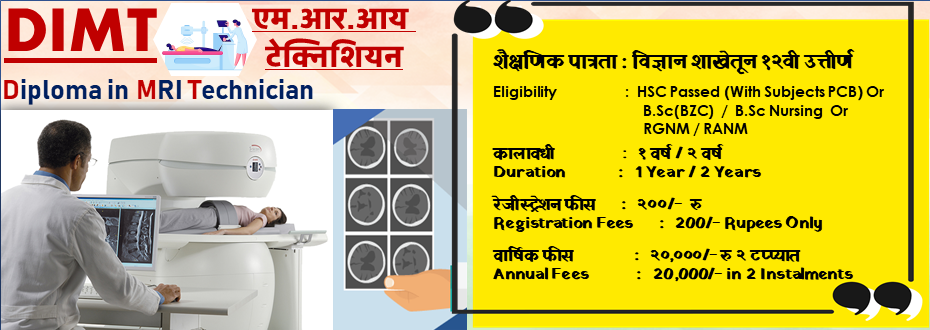 DIMT
एम.आर.आय
टेक्निशियन
Diploma in MRI Technician
शैक्षणिक पात्रता : विज्ञान शाखेतून १२वी उत्तीर्ण
Eligibility : HSC Passed (With Subjects PCB) Or
B.Sc(BZC) / B.Sc Nursing Or
RGNM / RANM
कालावधी : १ वर्ष / २ वर्ष
Duration : 1 Year / 2 Years
रेजीस्ट्रेशन फीस : २००/- रु
Registration Fees : 200/- Rupees Only
वार्षिक फीस : २०,०००/- रु २ टप्प्यात
Annual Fees : 20,000/- in 2 Instalments